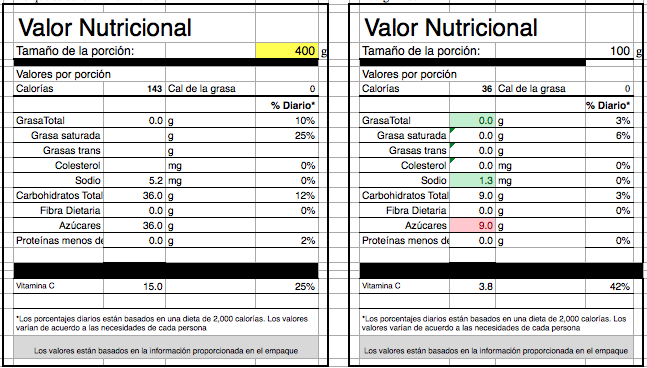 Valor Nutricional
Tamaño de la porción: 400 g
Valores por porción
Calorías 143 Cal de la grasa 0
% Diario*
GrasaTotal 0.0 g 10%
Grasa saturada g 25%
Grasas trans g
Colesterol mg 0%
Sodio 5.2 mg 0%
Carbohidratos Total 36.0 g 12%
Fibra Dietaria 0.0 g 0%
Azúcares 36.0 g
Proteínas menos de 0.0 g 2%
Vitamina C 15.0 25%
*Los porcentajes diarios están basados en una dieta de 2,000 calorías. Los valores
varían de acuerdo a las necesidades de cada persona
Los valores están basados en la información proporcionada en el empaque
Valor Nutricional
Tamaño de la porción: 100 g
Valores por porción
Calorías 36 Cal de la grasa 0
% Diario*
GrasaTotal 0.0 g 3%
Grasa saturada 0.0 g 6%
Grasas trans 0.0 g
Colesterol 0.0 mg 0%
Sodio 1.3 mg 0%
Carbohidratos Total 9.0 g 3%
Fibra Dietaria 0.0 g 0%
Azúcares 9.0 g
Proteínas menos de 0.0 g 0%
Vitamina C 3.8 42%
*Los porcentajes diarios están basados en una dieta de 2,000 calorías. Los
valores varían de acuerdo a las necesidades de cada persona
Los valores están basados en la información proporcionada en el empaque